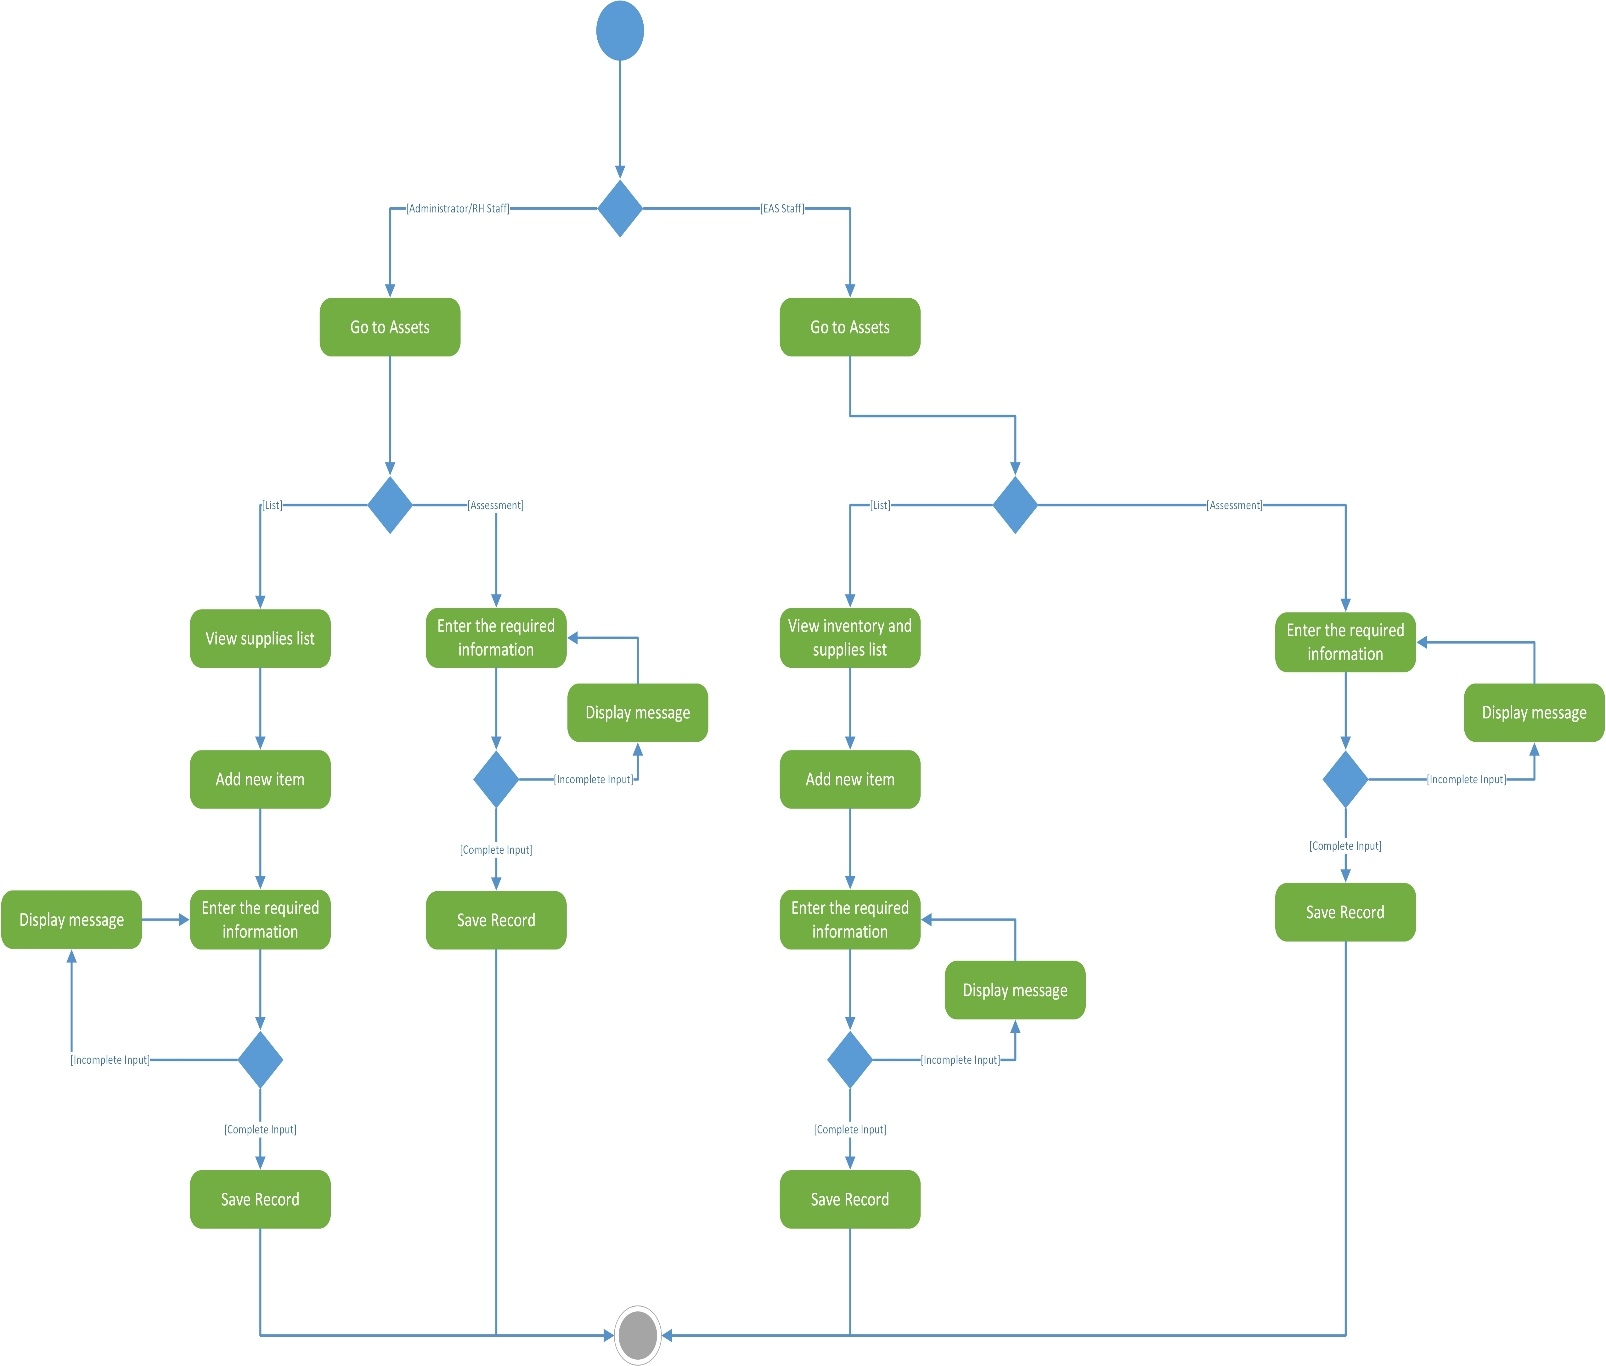 [Administrator/RH Staff]
[EAS Staff]
Go to Assets
Go to Assets
[List]
[Assessment]
[List]
[Assessment]
View supplies list
Enter the required
information
View inventory and
supplies list
Enter the required
information
Display message
Display message
Add new item
[Incomplete Input]
Add new item
[Incomplete Input]
[Complete Input]
[Complete Input]
Display message
Enter the required
information
Save Record
Enter the required
information
Save Record
Display message
[Incomplete Input]
[Incomplete Input]
[Complete Input]
[Complete Input]
Save Record
Save Record